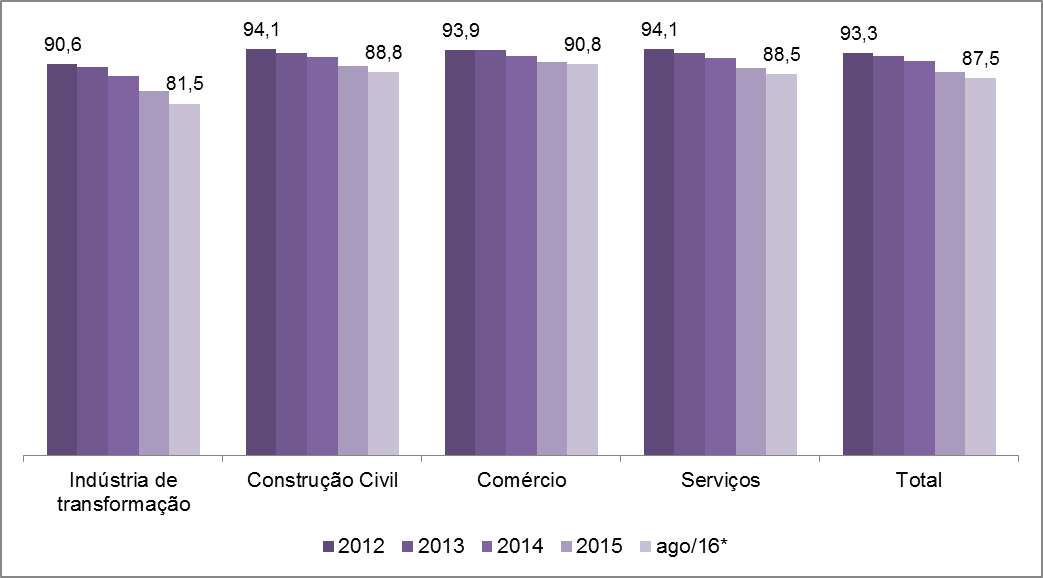 90,6
81,5
94,1
88,8
93,9
90,8
94,1
88,5
93,3
87,5
Indústria de
transformação
Construção Civil
Comércio
Serviços
Total
2012 2013 2014 2015 ago/16*